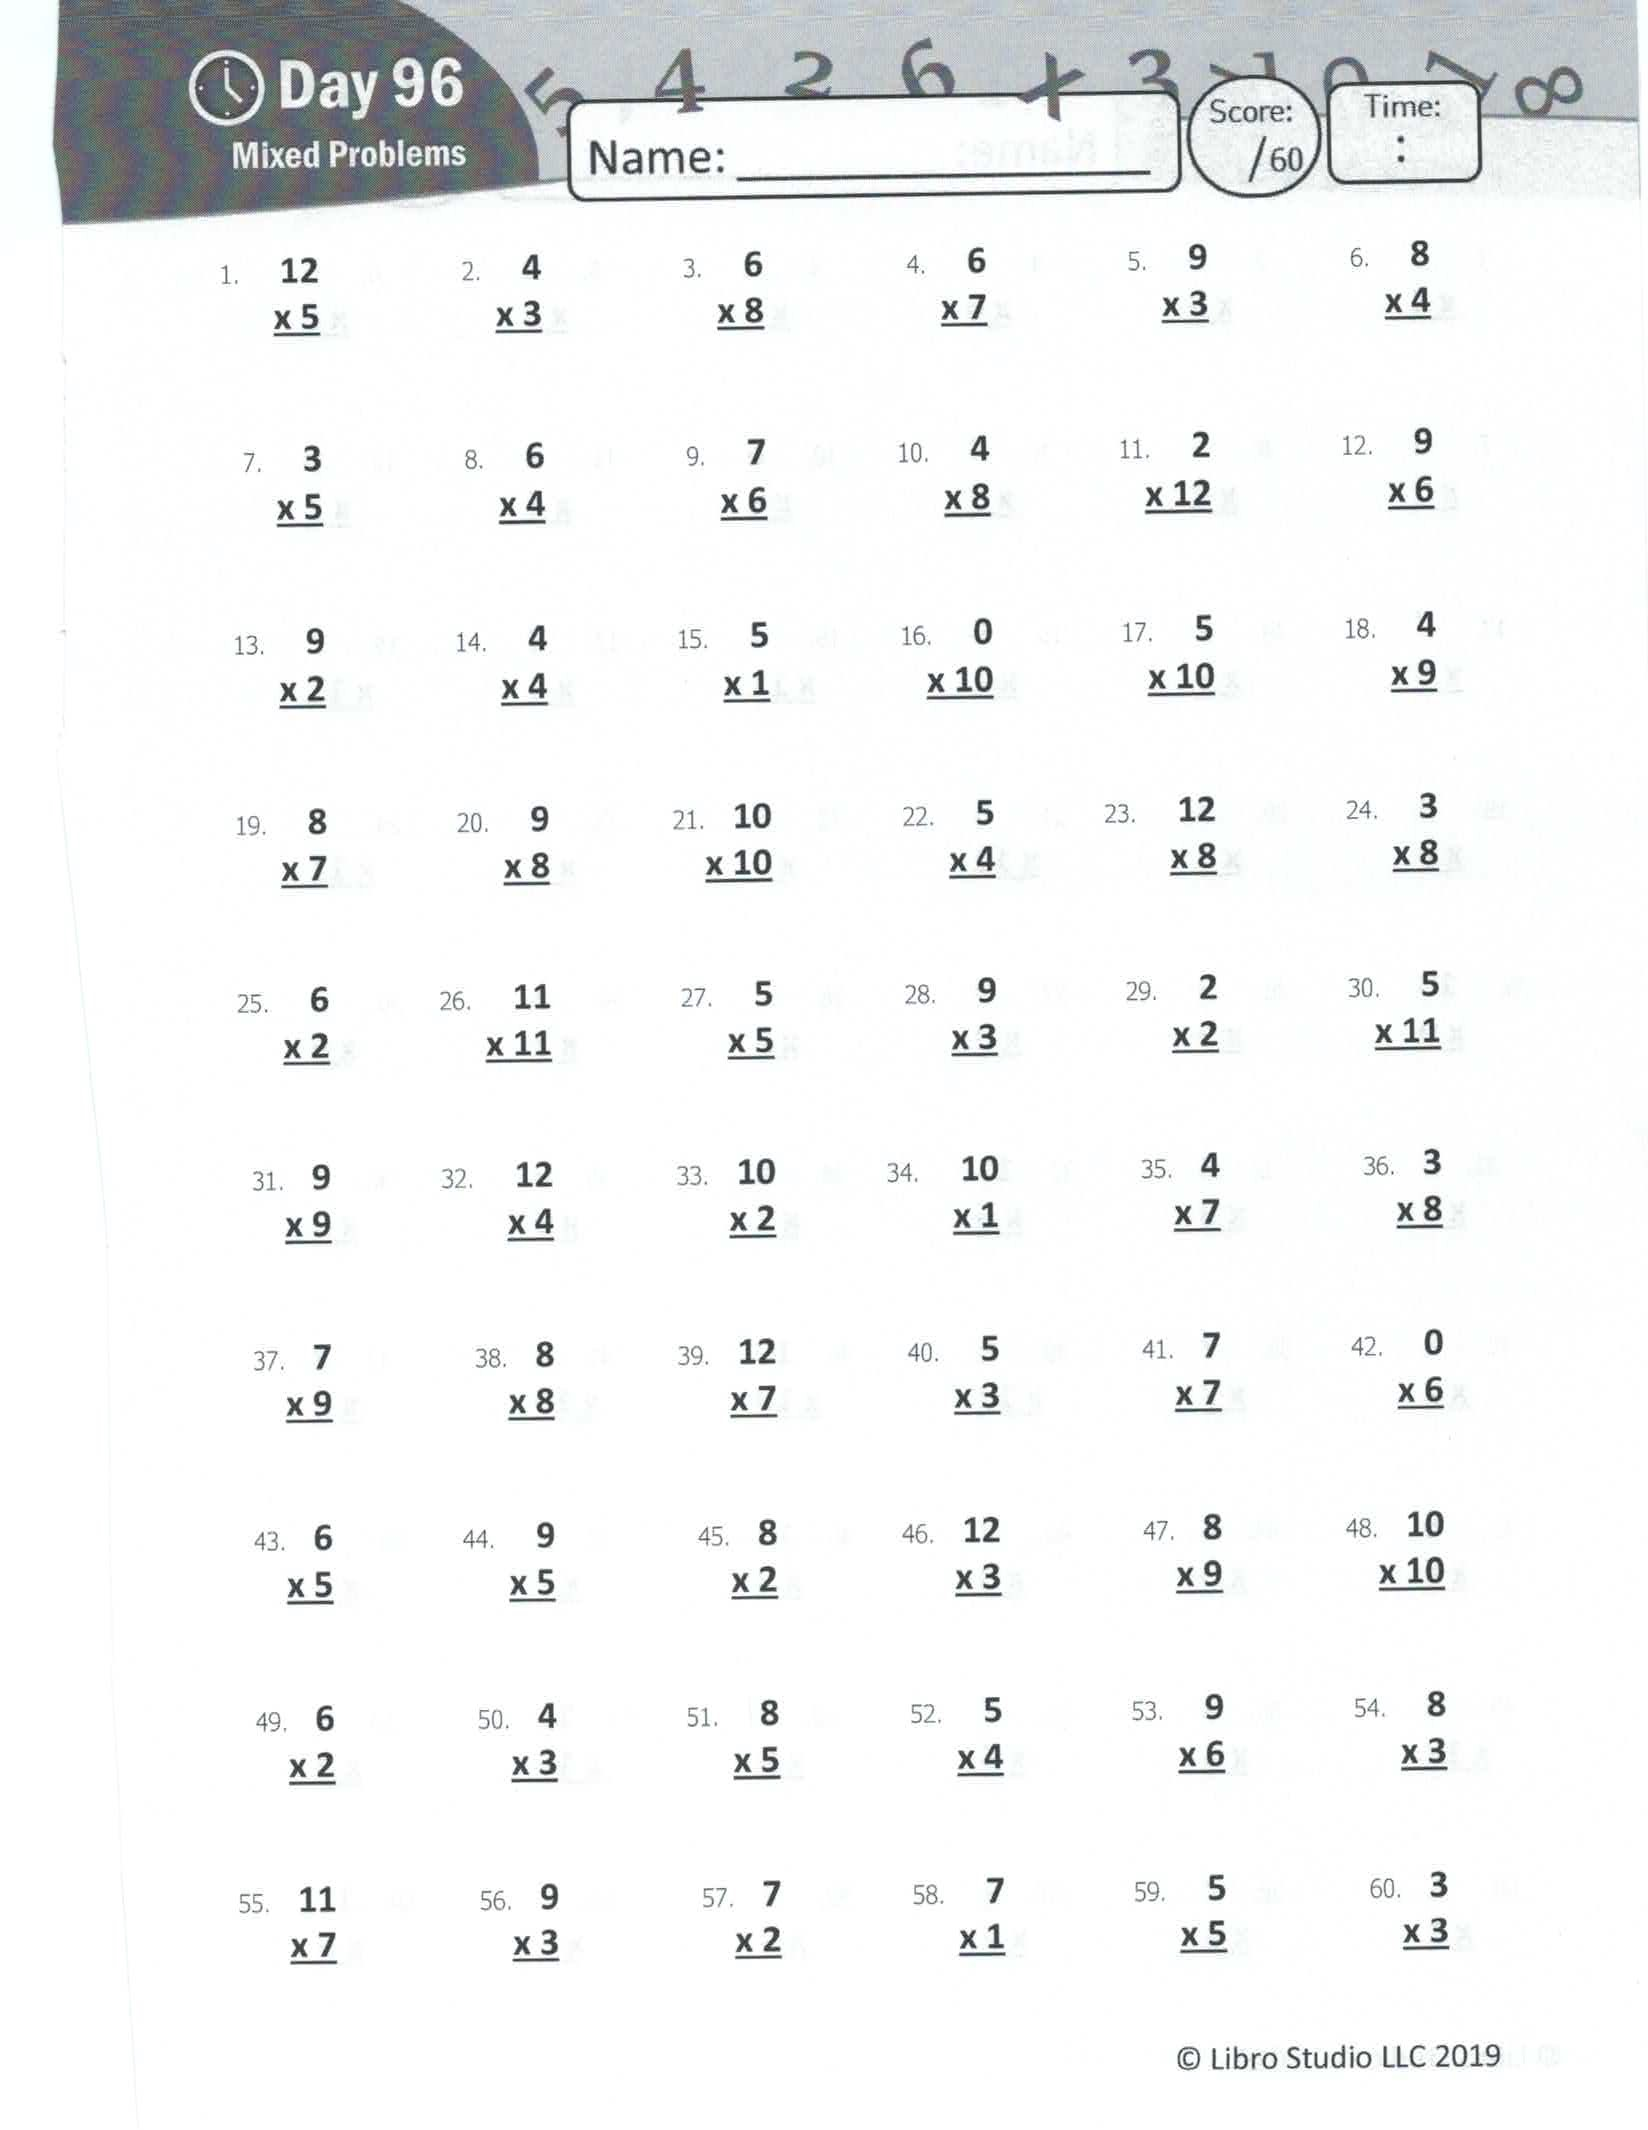 5 4 2 6 x 3 7 0 1 8
Day 96
Mixed Problems
Name:
Score:
/60
Time:
:
1. 12 2. 4 3. 6 4. 6 5. 9 6. 8
x 5 x 3 x 8 x 7 x 3 x 4
7. 3 8. 6 9. 7 10. 4 11. 2 12. 9
x 5 x 4 x 6 x 8 x 12 x 6
13. 9 14. 4 15. 5 16. 0 17. 5 18. 4
x 2 x 4 x 1 x 10 x 10 x 9
19. 8 20. 9 21. 10 22. 5 23. 12 24. 3
x 7 x 8 x 10 x 4 x 8 x 8
25. 6 26. 11 27. 5 28. 9 29. 2 30. 5
x 2 x 11 x 5 x 3 x 2 x 11
31. 9 32. 12 33. 10 34. 10 35. 4 36. 3
x 9 x 4 x 2 x 1 x 7 x 8
37. 7 38. 8 39. 12 40. 5 41. 7 42. 0
x 9 x 8 x 7 x 3 x 7 x 6
43. 6 44. 9 45. 8 46. 12 47. 8 48. 10
x 5 x 5 x 2 x 3 x 9 x 10
49. 6 50. 4 51. 8 52. 5 53. 9 54. 8
x 2 x 3 x 5 x 4 x 6 x 3
55. 11 56. 9 57. 7 58. 7 59. 5 60. 3
x 7 x 3 x 2 x 1 x 5 x 3
© Libro Studio LLC 2019